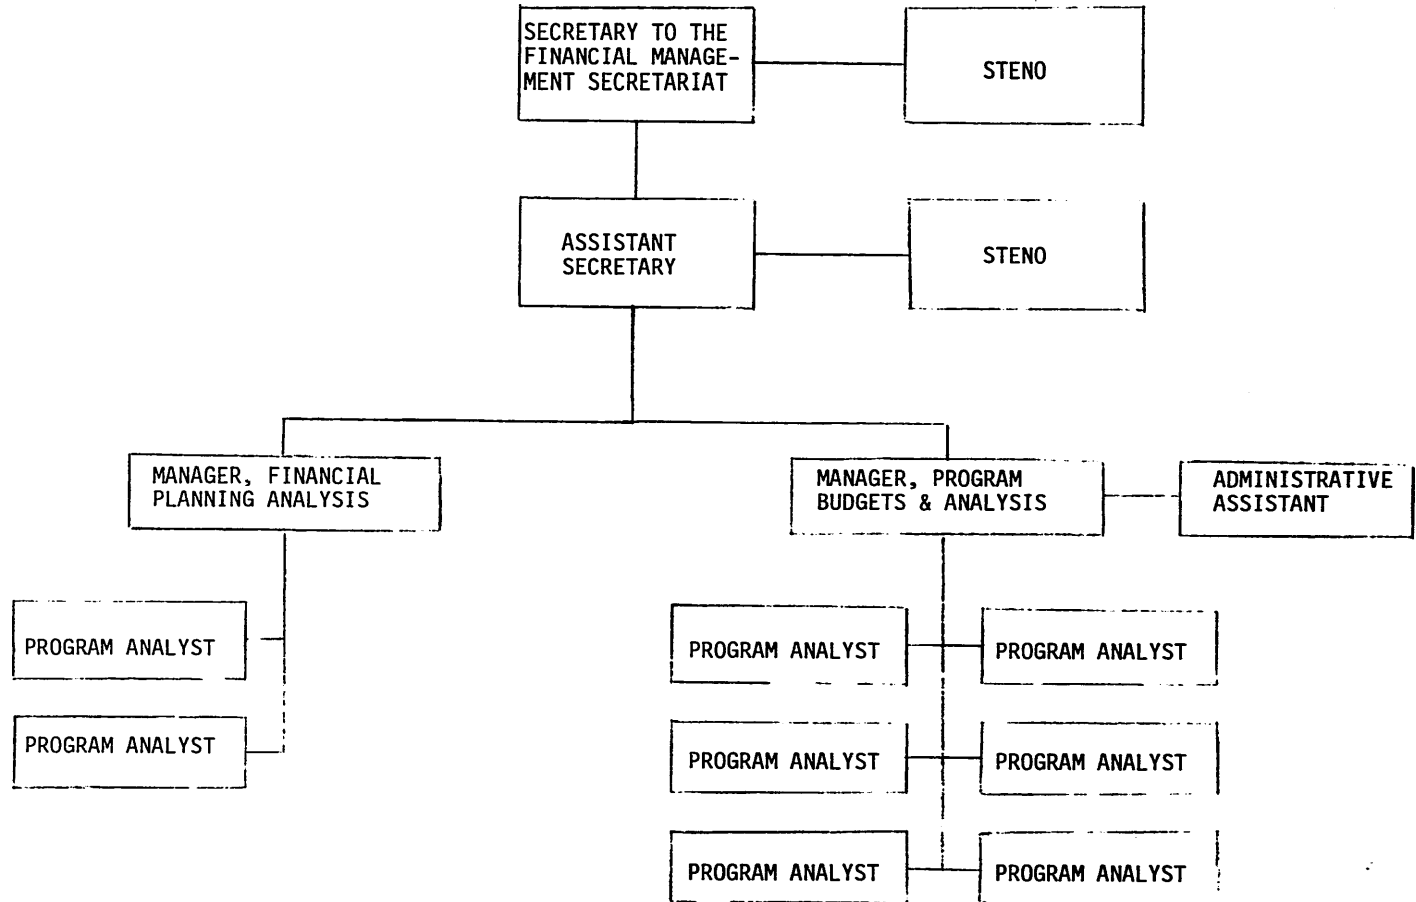 SECRETARY TO THE
FINANCIAL MANAGE-
MENT SECRETARIAT
STENO
ASSISTANT
SECRETARY
STENO
MANAGER, FINANCIAL
PLANNING ANALYSIS
MANAGER, PROGRAM
BUDGETS & ANALYSIS
ADMINISTRATIVE
ASSISTANT
PROGRAM ANALYST
PROGRAM ANALYST
PROGRAM ANALYST
PROGRAM ANALYST
PROGRAM ANALYST
PROGRAM ANALYST
PROGRAM ANALYST
PROGRAM ANALYST